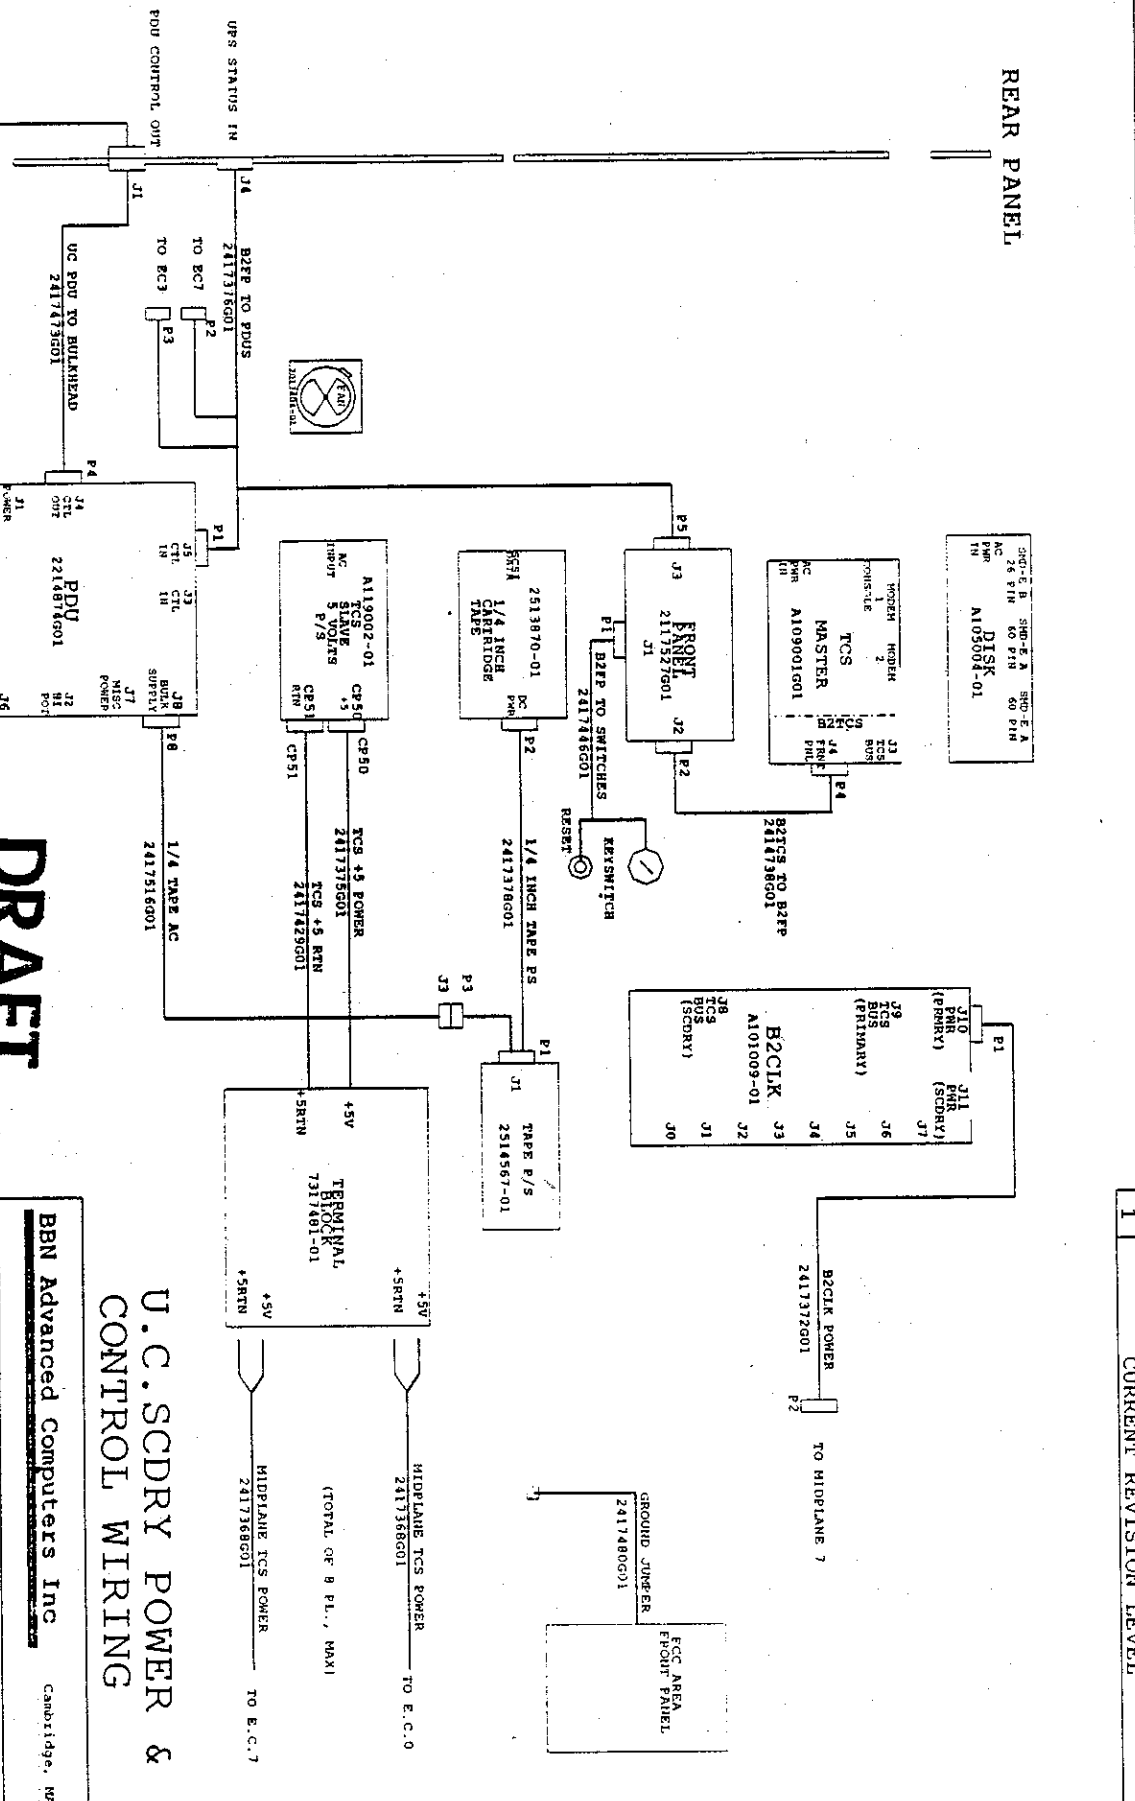 REAR PANEL
UPS STATUS IN
PDU CONTROL OUT
J4
J1
B2FP TO PDUS
2417376G01
TO EC7
P2
TO EC3
P3
UC PDU TO BULKHEAD
2417473G01
P4
FAN
SMD-E B
26 PIN
SMD-E A
60 PIN
SMD-E A
60 PIN
AC
PWR
IN
DISK
A105004-01
MODEM
1
CONSOLE
MODEM
2
AC
PWR
IN
TCS
MASTER
A109001G01
B2TCS
J3
TCS
BUS
J4
FRNT
PNL
P4
B2TCS TO B2FP
2414738G01
P5
J3
FRONT
PANEL
2117527G01
J1
J2
P2
P1
B2FP TO SWITCHES
2417446G01
KEYSWITCH
RESET
2513870-01
1/4 INCH
CARTRIDGE
TAPE
DC
PWR
P2
1/4 INCH TAPE PS
2417378G01
A119002-01
TCS
SLAVE
5 VOLTS
P/S
AC
INPUT
CP50
+5
CP51
RTN
CP50
CP51
TCS +5 POWER
2417375G01
TCS +5 RTN
2417429G01
P1
J5
CTL
IN
J3
CTL
IN
J4
CTL
OUT
J1
POWER
PDU
2214874G01
J8
BULK
SUPPLY
J7
MISC
POWER
J2
HI
POT
J6
P8
1/4 TAPE AC
2417516G01
P3
J3
P1
J1
TAPE P/S
2514567-01
J10
PWR
(PRMRY)
P1
J11
PWR
(SCDRY)
J9
TCS
BUS
(PRIMARY)
J8
TCS
BUS
(SCDRY)
B2CLK
A101009-01
J7
J6
J5
J4
J3
J2
J1
J0
B2CLK POWER
2417372G01
P2
TO MIDPLANE 7
+5V
+5RTN
TERMINAL
BLOCK
7317481-01
+5V
+5RTN
+5V
+5RTN
MIDPLANE TCS POWER
2417368G01
TO E.C.0
(TOTAL OF 8 PL., MAX)
MIDPLANE TCS POWER
2417368G01
TO E.C.7
GROUND JUMPER
2417480G01
FCC AREA
FRONT PANEL
1
CURRENT REVISION LEVEL
DRAFT
U.C.SCDRY POWER &
CONTROL WIRING
BBN Advanced Computers Inc
Cambridge, MA